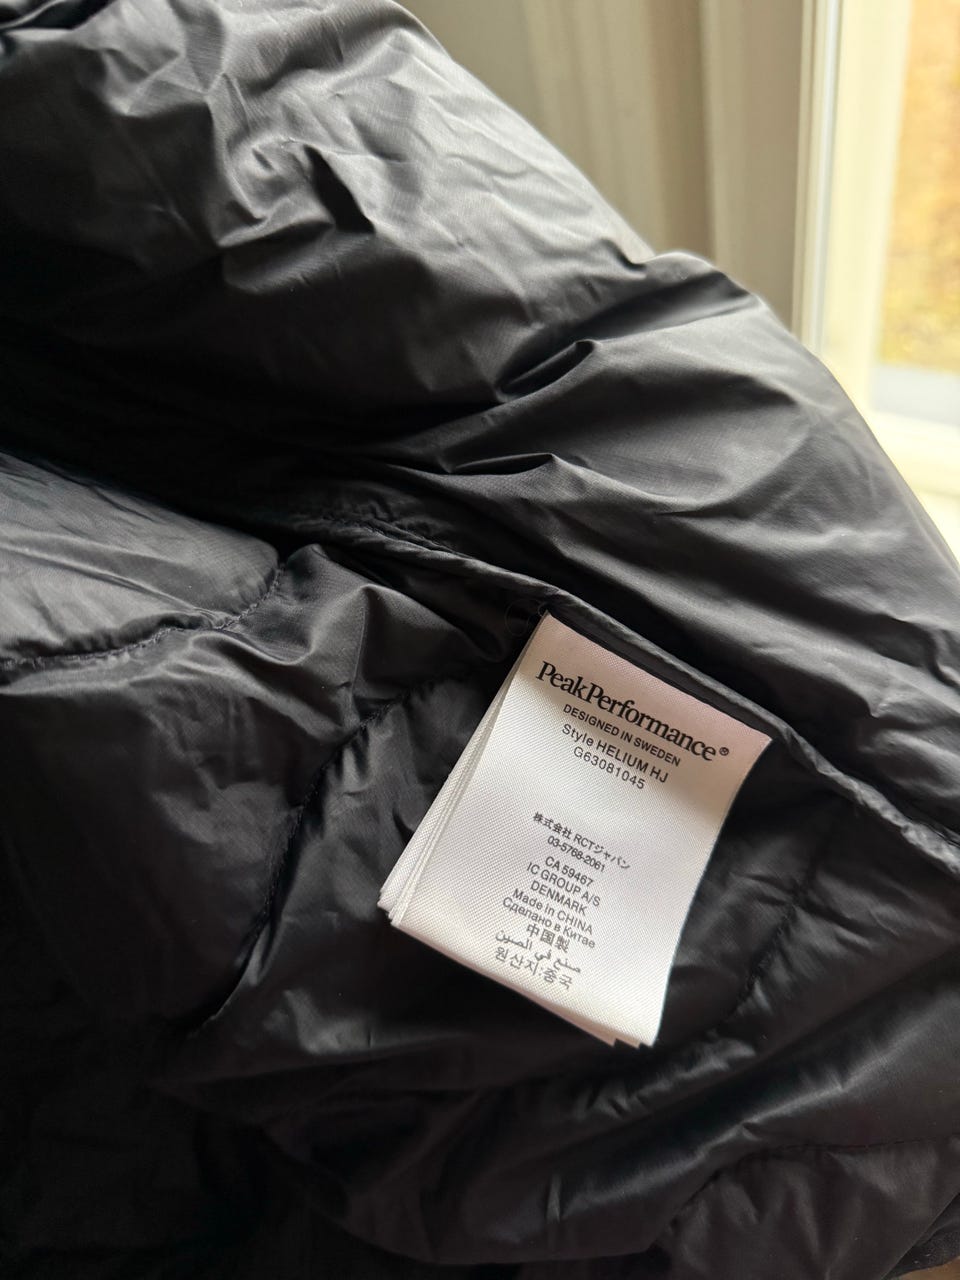 PeakPerformance®
DESIGNED IN SWEDEN
Style HELIUM HJ
G63081045
株式会社 RCTジャパン
03-5768-2061
CA 59467
IC GROUP A/S
DENMARK
Made in CHINA
Сделано в Китае
中国製
صنع في الصين
원산지:중국